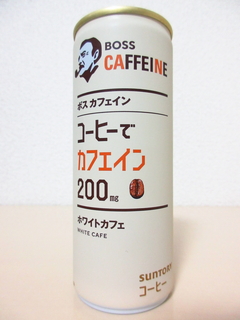 BOSS
CAFFEINE
ボス カフェイン
コーヒーで
カフェイン
200mg
ホワイトカフェ
WHITE CAFE
SUNTORY
コーヒー